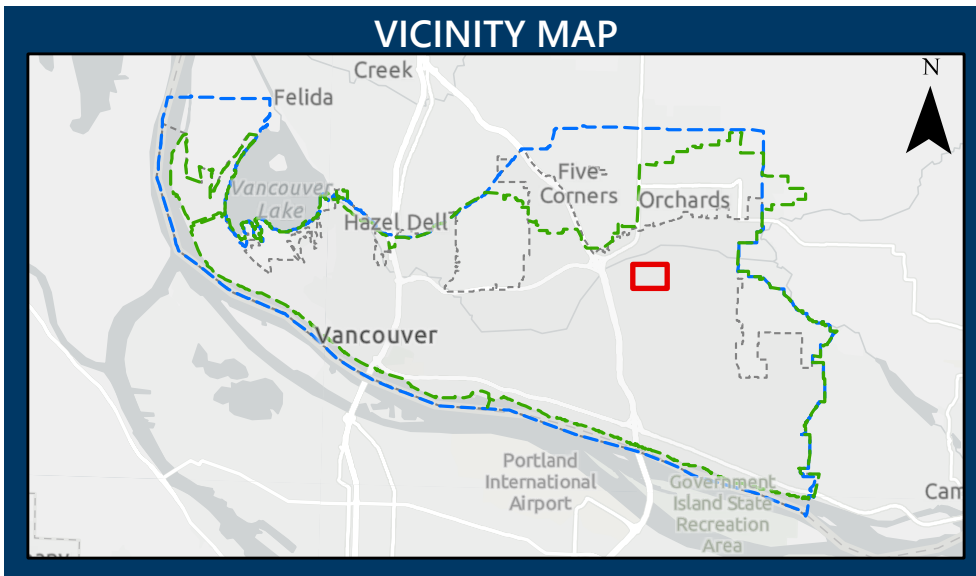 VICINITY MAP
Creek
N
Felida
Five
Corners
Vancouver
Lake
Orchards
Hazel Dell
Vancouver
Portland
International
Airport
Government
Island State
Recreation
Area
Cam